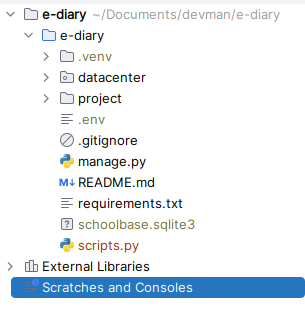 e-diary ~/Documents/devman/e-diary
e-diary
.venv
datacenter
project
.env
.gitignore
manage.py
M↓ README.md
requirements.txt
? schoolbase.sqlite3
scripts.py
External Libraries
Scratches and Consoles